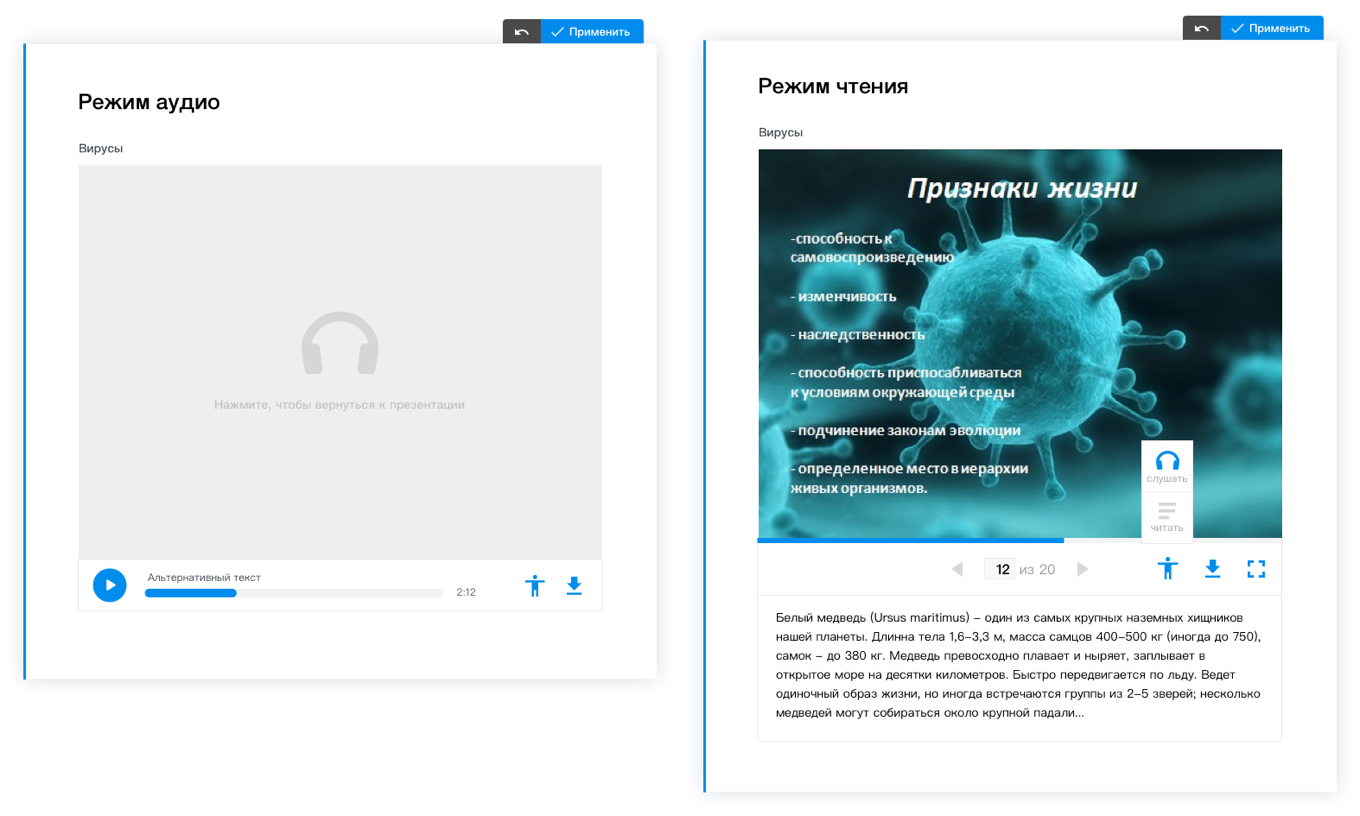 Применить
Режим аудио
Вирусы
Нажмите, чтобы вернуться к презентации
Альтернативный текст
2:12
Применить
Режим чтения
Вирусы
Признаки жизни
-способность к
самовоспроизведению
- изменчивость
- наследственность
- способность приспосабливаться
к условиям окружающей среды
- подчинение законам эволюции
- определенное место в иерархии
живых организмов.
слушать
читать
12 из 20
Белый медведь (Ursus maritimus) – один из самых крупных наземных хищников
нашей планеты. Длинна тела 1,6–3,3 м, масса самцов 400–500 кг (иногда до 750),
самок – до 380 кг. Медведь превосходно плавает и ныряет, заплывает в
открытое море на десятки километров. Быстро передвигается по льду. Ведет
одиночный образ жизни, но иногда встречаются группы из 2–5 зверей; несколько
медведей могут собираться около крупной падали...